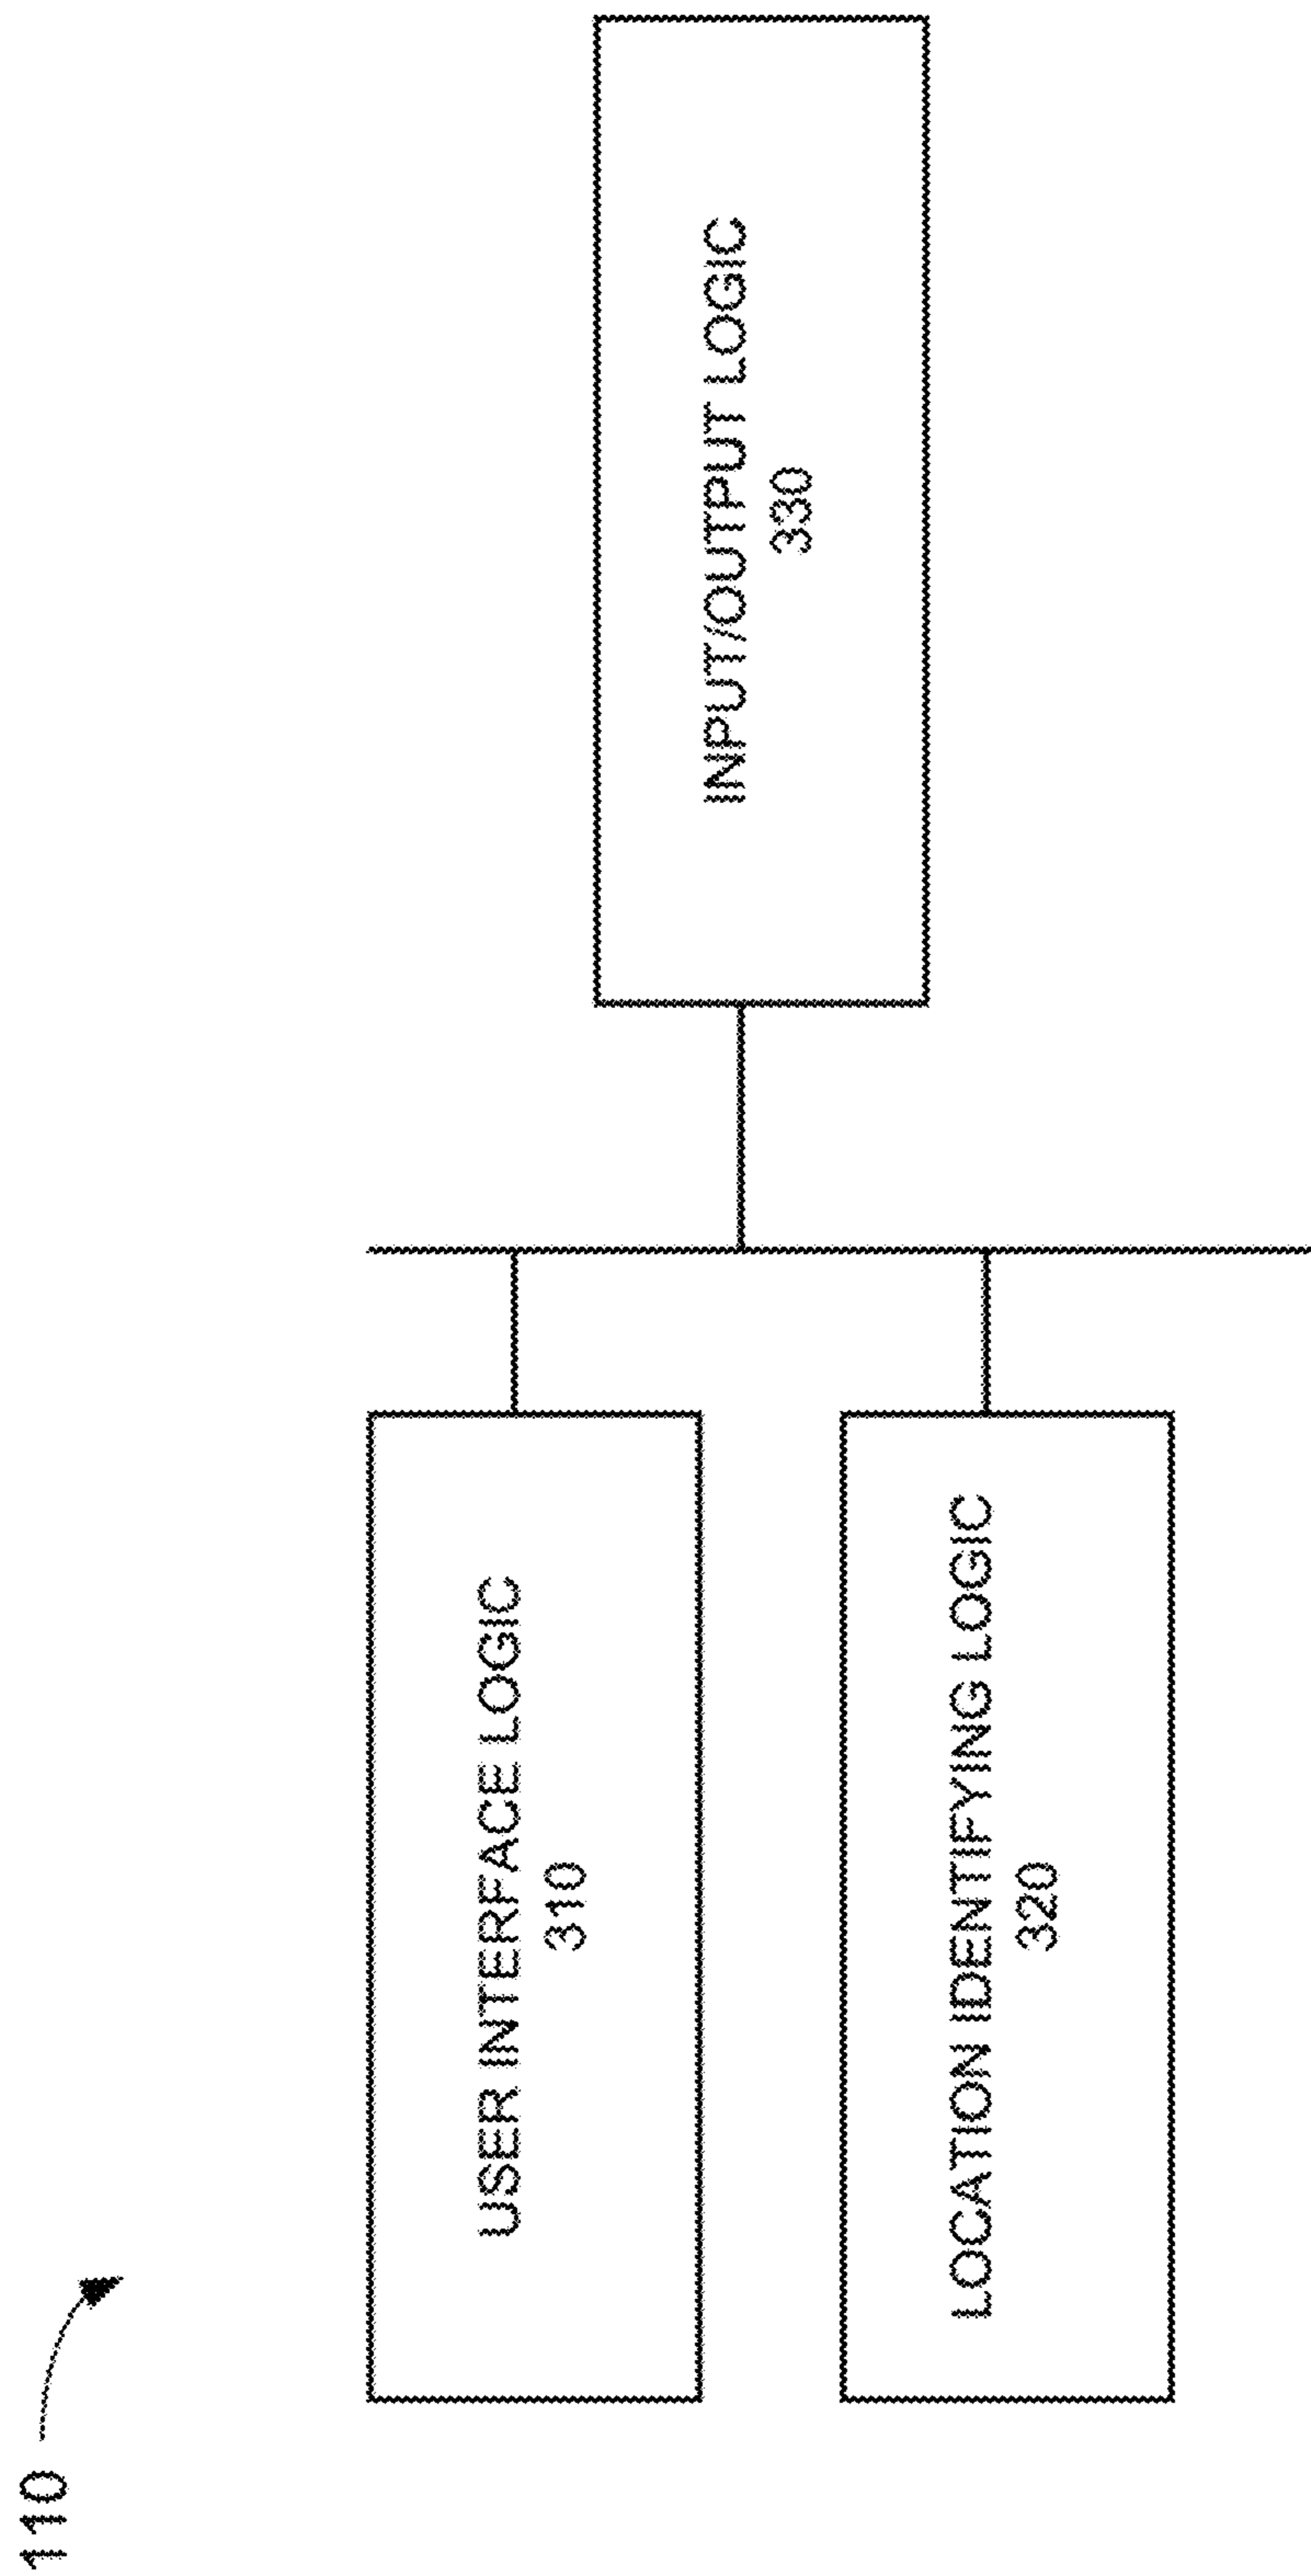 110
USER INTERFACE LOGIC
310
INPUT/OUTPUT LOGIC
330
LOCATION IDENTIFYING LOGIC
320